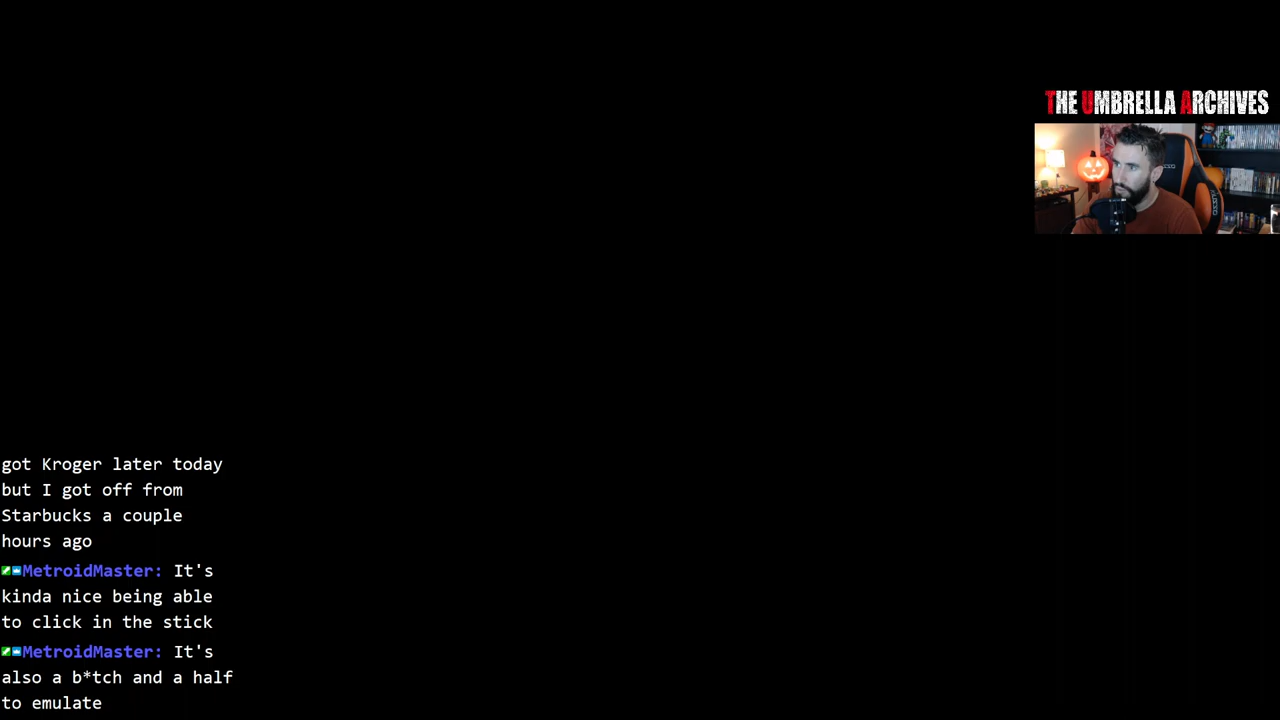 THE UMBRELLA ARCHIVES
got Kroger later today
but I got off from
Starbucks a couple
hours ago
MetroidMaster: It's
kinda nice being able
to click in the stick
MetroidMaster: It's
also a b*tch and a half
to emulate